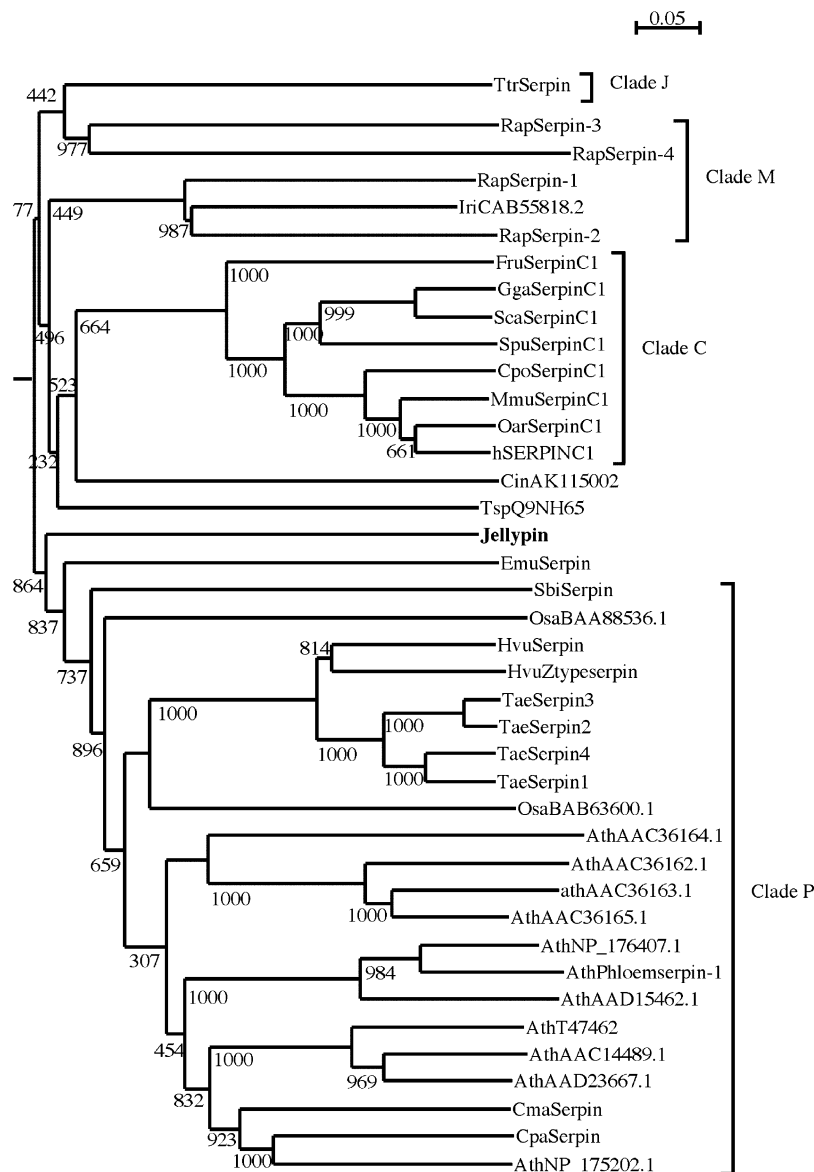 0.05
442
TtrSerpin
Clade J
RapSerpin-3
977
RapSerpin-4
Clade M
RapSerpin-1
77
449
IriCAB55818.2
987
RapSerpin-2
FruSerpinC1
1000
GgaSerpinC1
999
ScaSerpinC1
664
1000
496
SpuSerpinC1
Clade C
1000
CpoSerpinC1
523
MmuSerpinC1
1000
OarSerpinC1
1000
661
hSERPINC1
232
CinAK115002
TspQ9NH65
Jellypin
EmuSerpin
864
SbiSerpin
837
OsaBAA88536.1
HvuSerpin
814
HvuZtypeserpin
737
TaeSerpin3
1000
1000
TaeSerpin2
896
1000
TaeSerpin4
1000
TaeSerpin1
OsaBAB63600.1
AthAAC36164.1
659
AthAAC36162.1
1000
athAAC36163.1
Clade P
1000
AthAAC36165.1
AthNP_176407.1
307
984
AthPhloemserpin-1
1000
AthAAD15462.1
AthT47462
454
1000
AthAAC14489.1
969
AthAAD23667.1
832
CmaSerpin
923
CpaSerpin
1000
AthNP_175202.1